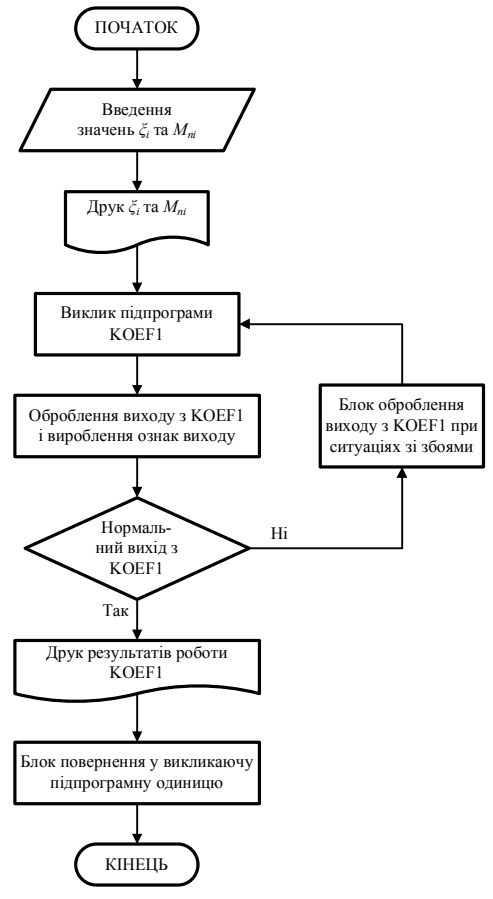 ПОЧАТОК
Введення
значень ξi та Mni
Друк ξi та Mni
Виклик підпрограми
KOEF1
Оброблення виходу з KOEF1
і вироблення ознак виходу
Блок оброблення
виходу з KOEF1 при
ситуаціях зі збоями
Нормаль-
ний вихід з
KOEF1
Ні
Так
Друк результатів роботи
KOEF1
Блок повернення у викликаючу
підпрограмну одиницю
КІНЕЦЬ